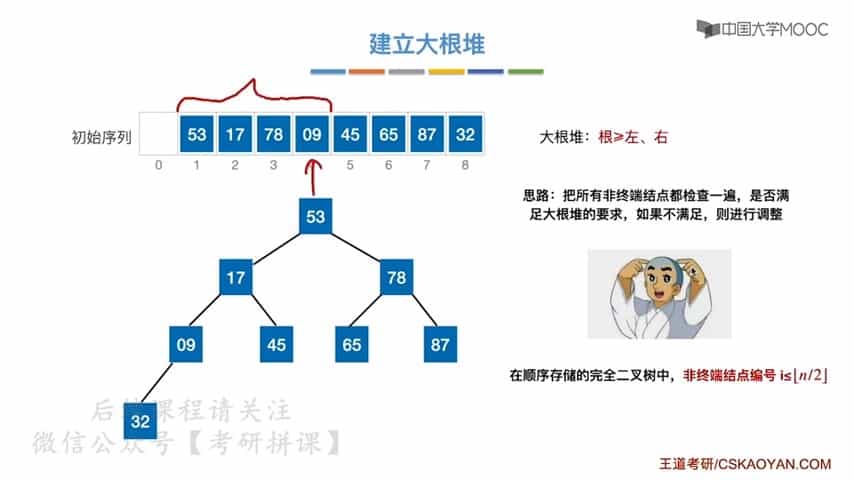 中国大学MOOC
建立大根堆
初始序列 53 17 78 09 45 65 87 32
0 1 2 3 5 6 7 8
大根堆：根≥左、右
53
思路：把所有非终端结点都检查一遍，是否满
足大根堆的要求，如果不满足，则进行调整
17 78
09 45 65 87
在顺序存储的完全二叉树中，非终端结点编号 i≤⌊n/2⌋
32
后 课程请关注
微信公众号【考研拼课】
王道考研/CSKAOYAN.COM